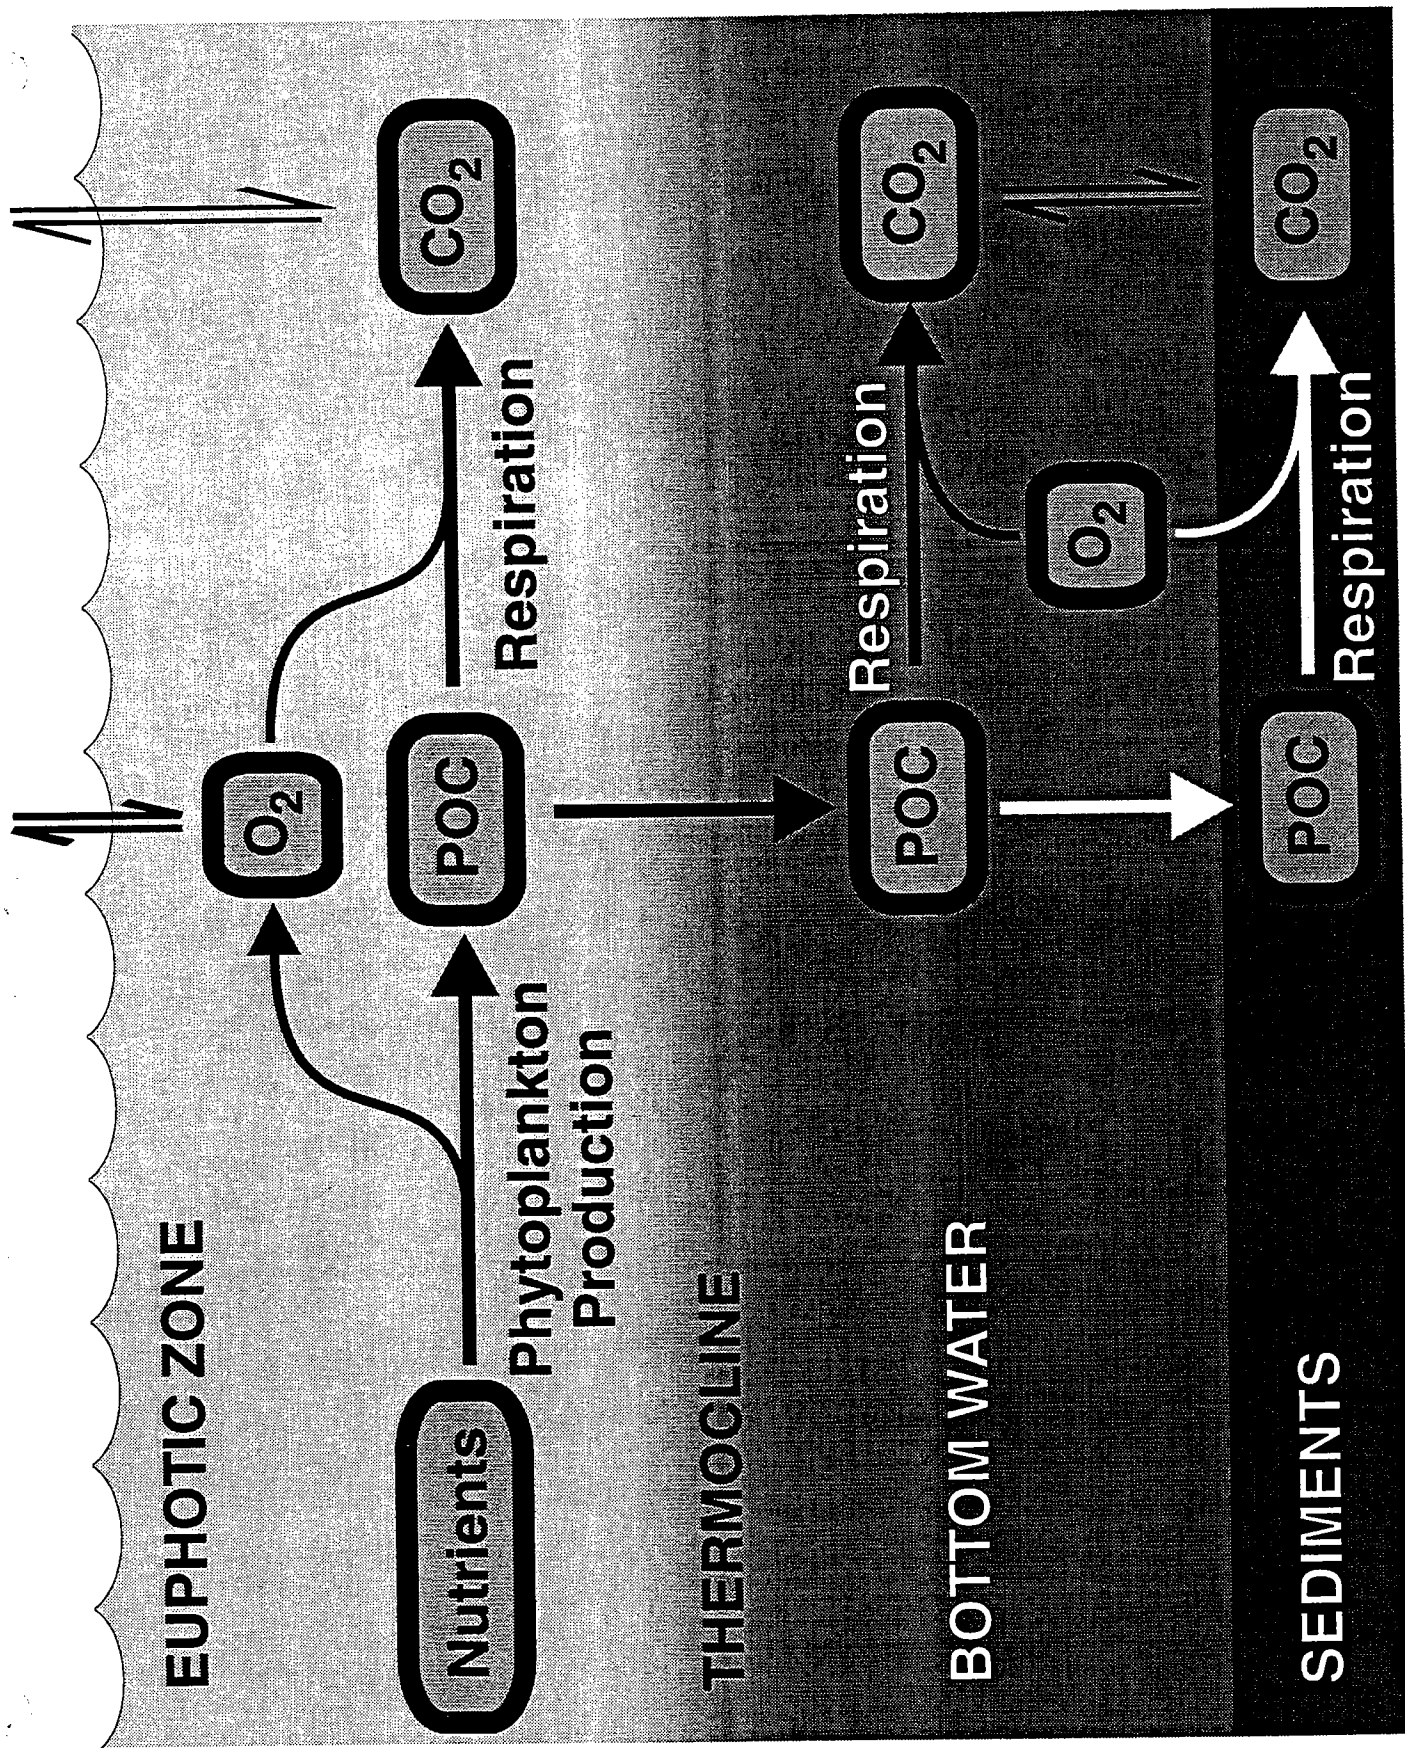 EUPHOTIC ZONE
O2
Nutrients
POC
CO2
Phytoplankton
Production
Respiration
THERMOCLINE
Respiration
POC
CO2
BOTTOM WATER
O2
SEDIMENTS
POC
CO2
Respiration